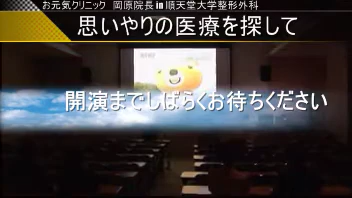 お元気クリニック 岡原院長 in 順天堂大学整形外科
思いやりの医療を探して
開演までしばらくお待ちください